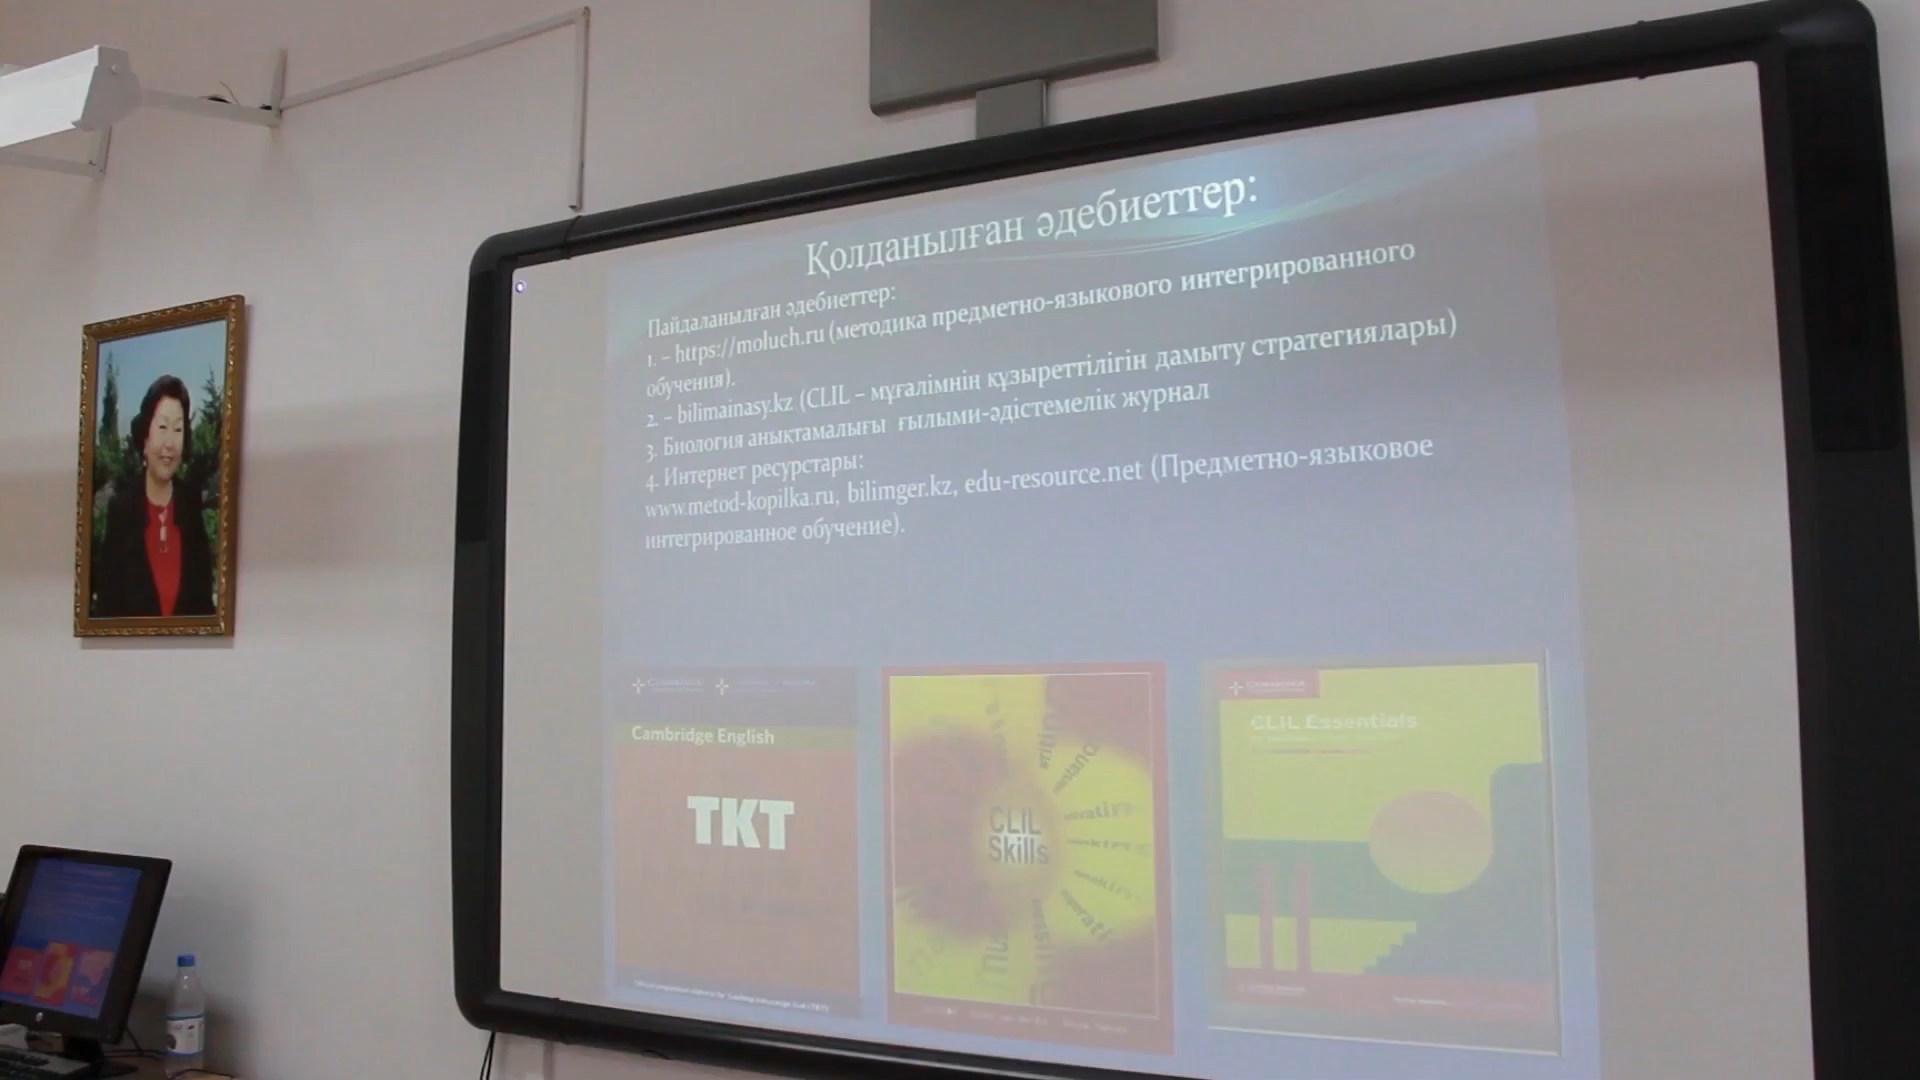 Қолданылған әдебиеттер:
Пайдаланылған әдебиеттер:
1. – https://moluch.ru (методика предметно-языкового интегрированного
обучения).
2. – bilimainasy.kz (CLIL – мұғалімнің құзыреттілігін дамыту стратегиялары)
3. Биология анықтамалығы ғылыми-әдістемелік журнал
4. Интернет ресурстары:
www.metod-kopilka.ru, bilimger.kz, edu-resource.net (Предметно-языковое
интегрированное обучение).
Cambridge English
TKT
CLIL
Skills
CLIL Essentials